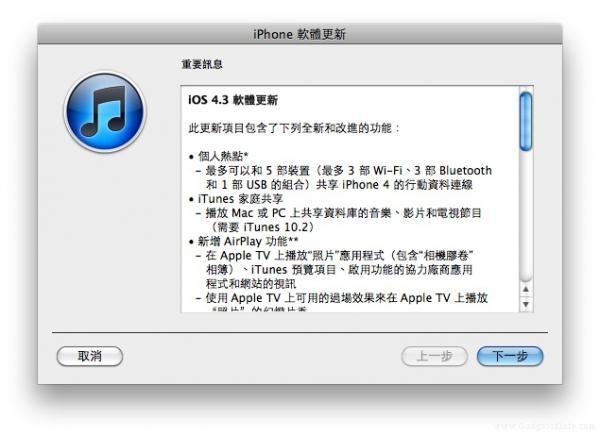 iPhone 軟體更新
重要訊息
iOS 4.3 軟體更新
此更新項目包含了下列全新和改進的功能：
• 個人熱點*
– 最多可以和 5 部裝置（最多 3 部 Wi-Fi、3 部 Bluetooth
和 1 部 USB 的組合）共享 iPhone 4 的行動資料連線
• iTunes 家庭共享
– 播放 Mac 或 PC 上共享資料庫的音樂、影片和電視節目
（需要 iTunes 10.2）
• 新增 AirPlay 功能**
– 在 Apple TV 上播放“照片”應用程式（包含“相機膠卷”
相簿）、iTunes 預覽項目、啟用功能的協力廠商應用
程式和網站的視訊
– 使用 Apple TV 上可用的過場效果來在 Apple TV 上播放
“照片”的幻燈片秀
取消
上一步
下一步